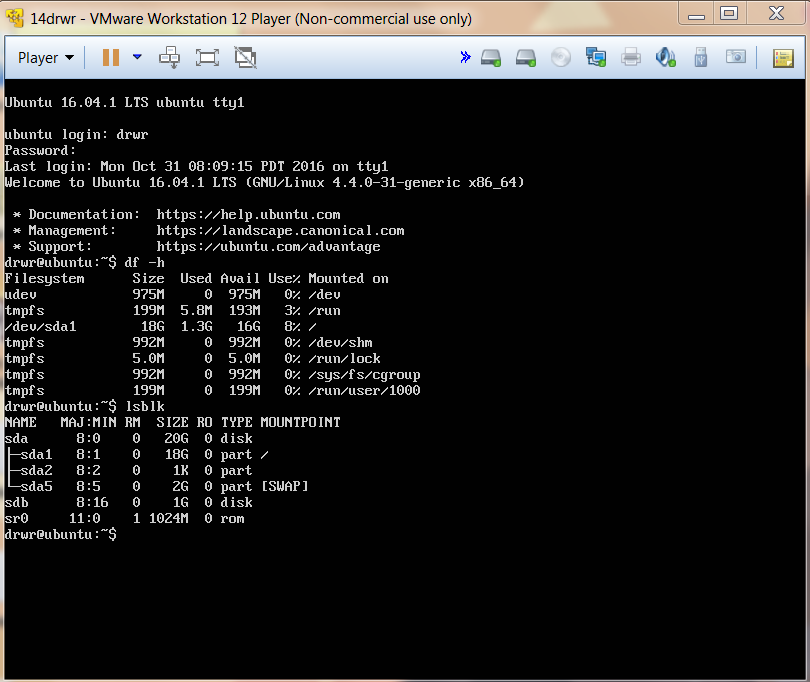 14drwr - VMware Workstation 12 Player (Non-commercial use only)
Player
Ubuntu 16.04.1 LTS ubuntu tty1
ubuntu login: drwr
Password:
Last login: Mon Oct 31 08:09:15 PDT 2016 on tty1
Welcome to Ubuntu 16.04.1 LTS (GNU/Linux 4.4.0-31-generic x86_64)
 * Documentation:  https://help.ubuntu.com
 * Management:     https://landscape.canonical.com
 * Support:        https://ubuntu.com/advantage
drwr@ubuntu:~$ df -h
Filesystem      Size  Used Avail Use% Mounted on
udev            975M     0  975M   0% /dev
tmpfs           199M  5.8M  193M   3% /run
/dev/sda1        18G  1.3G   16G   8% /
tmpfs           992M     0  992M   0% /dev/shm
tmpfs           5.0M     0  5.0M   0% /run/lock
tmpfs           992M     0  992M   0% /sys/fs/cgroup
tmpfs           199M     0  199M   0% /run/user/1000
drwr@ubuntu:~$ lsblk
NAME   MAJ:MIN RM  SIZE RO TYPE MOUNTPOINT
sda      8:0    0   20G  0 disk
├─sda1   8:1    0   18G  0 part /
├─sda2   8:2    0    1K  0 part
└─sda5   8:5    0    2G  0 part [SWAP]
sdb      8:16   0    1G  0 disk
sr0     11:0    1 1024M  0 rom
drwr@ubuntu:~$